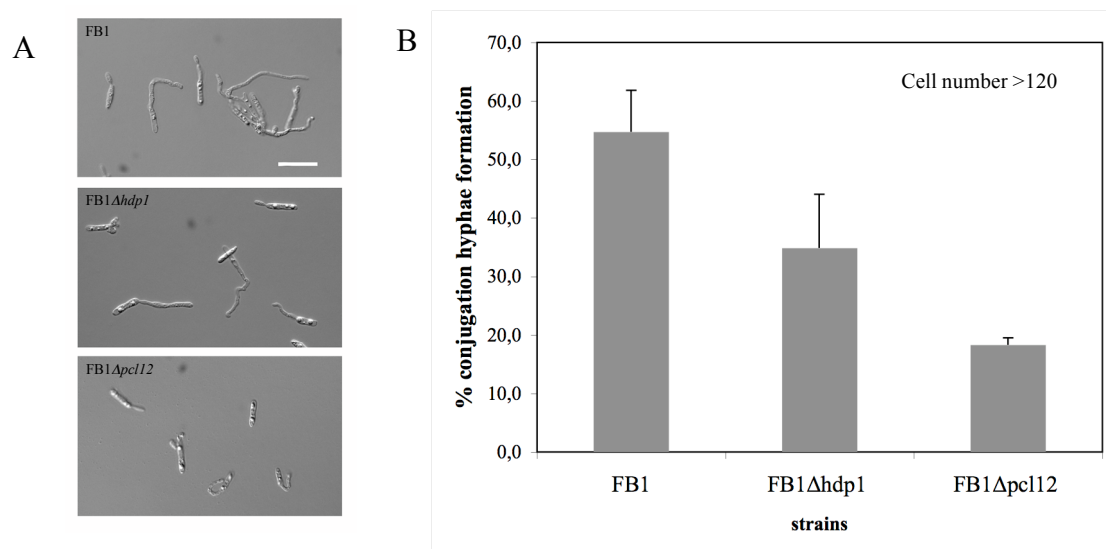 A
FB1
FB1Δhdp1
FB1Δpcl12
B
70,0
60,0
50,0
40,0
30,0
20,0
10,0
0,0
% conjugation hyphae formation
Cell number >120
FB1
FB1Δhdp1
FB1Δpcl12
strains